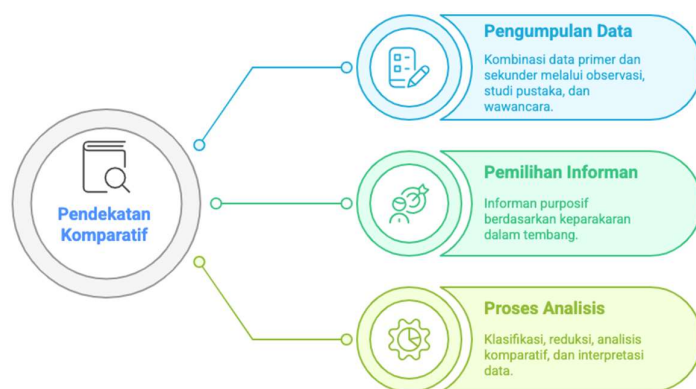 Pendekatan
Komparatif
Pengumpulan Data
Kombinasi data primer dan
sekunder melalui observasi,
studi pustaka, dan
wawancara.
Pemilihan Informan
Informan purposif
berdasarkan keparakaran
dalam tembang.
Proses Analisis
Klasifikasi, reduksi, analisis
komparatif, dan interpretasi
data.